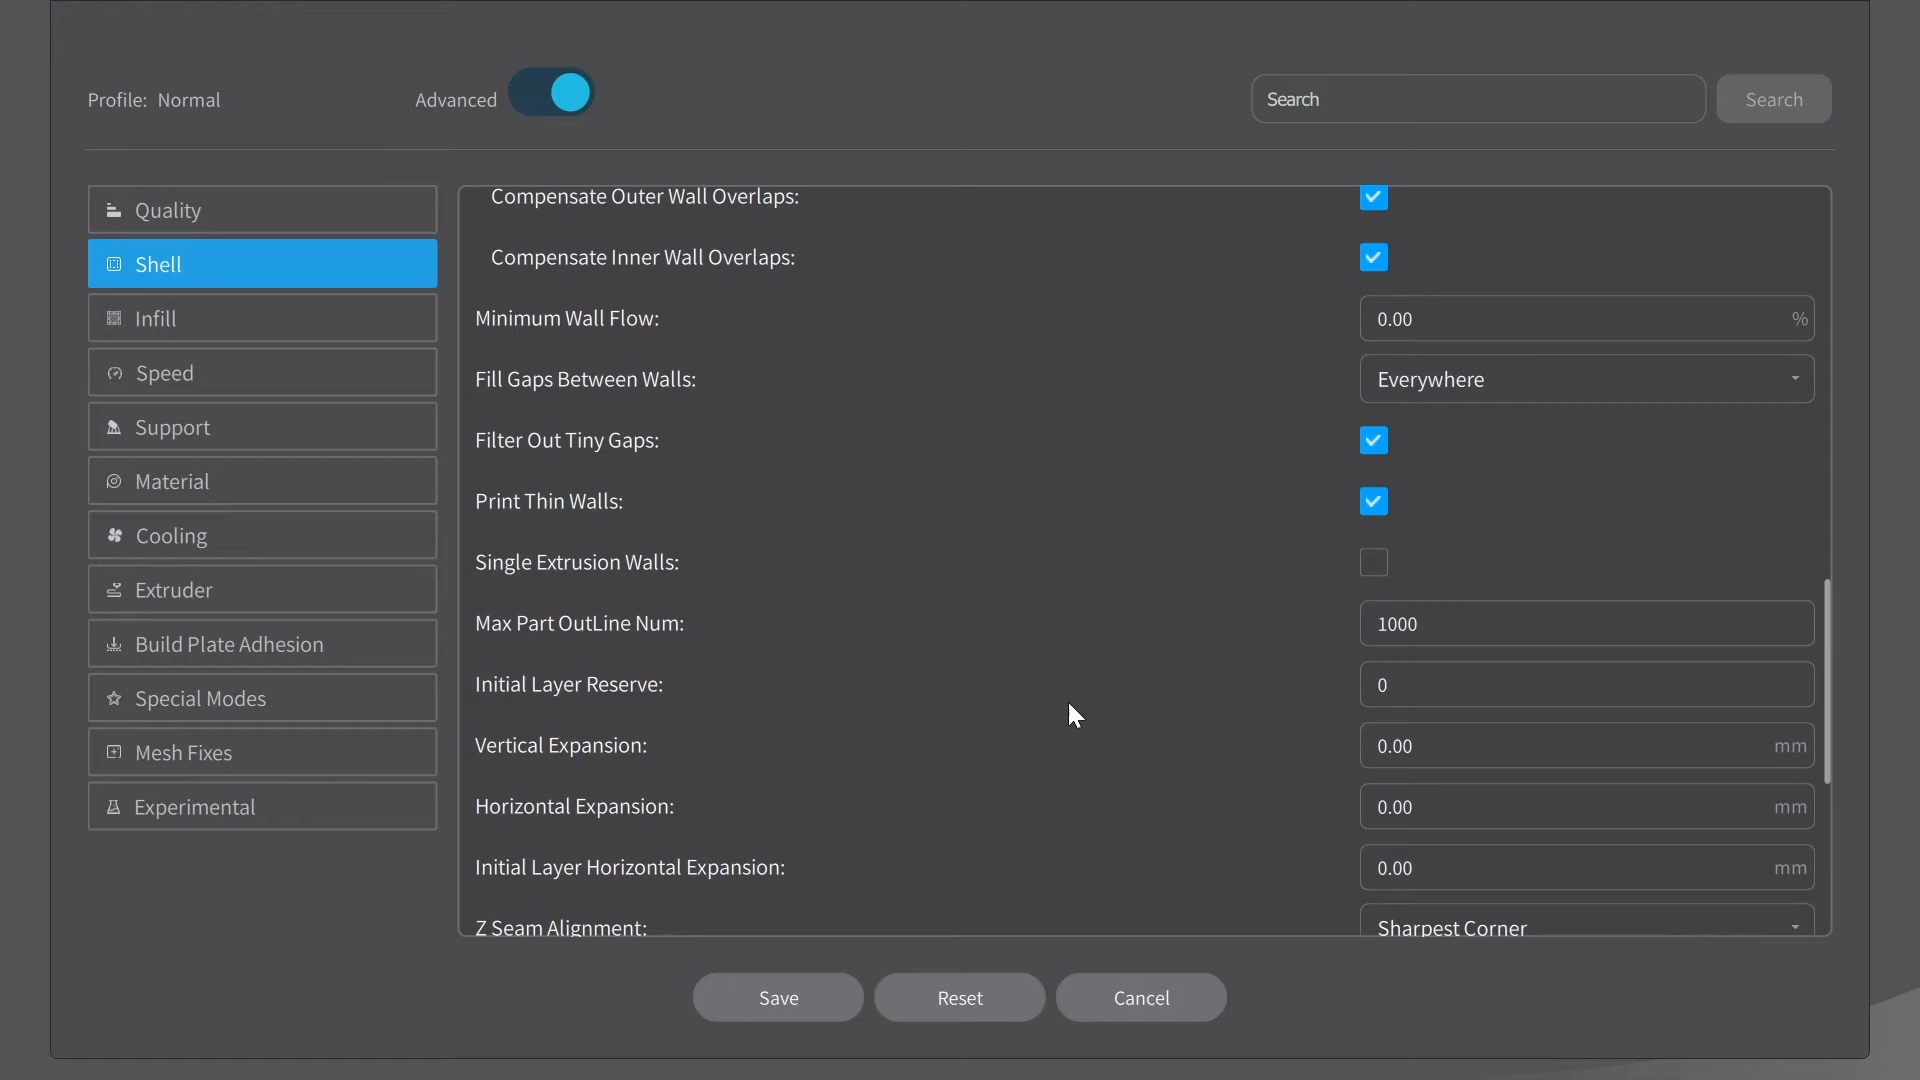 Profile: Normal
Advanced
Search
Search
Quality
Shell
Infill
Speed
Support
Material
Cooling
Extruder
Build Plate Adhesion
Special Modes
Mesh Fixes
Experimental
Compensate Outer Wall Overlaps:
Compensate Inner Wall Overlaps:
Minimum Wall Flow: 0.00 %
Fill Gaps Between Walls: Everywhere
Filter Out Tiny Gaps:
Print Thin Walls:
Single Extrusion Walls:
Max Part OutLine Num: 1000
Initial Layer Reserve: 0
Vertical Expansion: 0.00 mm
Horizontal Expansion: 0.00 mm
Initial Layer Horizontal Expansion: 0.00 mm
Z Seam Alignment: Sharpest Corner
Save
Reset
Cancel